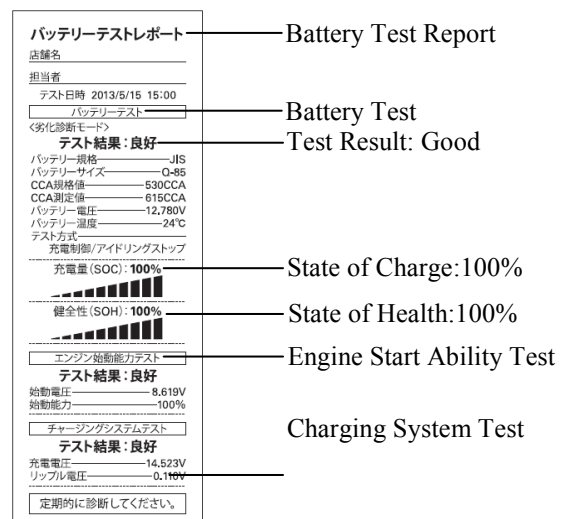 バッテリーテストレポート Battery Test Report
店舗名
担当者
テスト日時 2013/5/15 15:00
バッテリーテスト Battery Test
<劣化診断モード>
テスト結果:良好 Test Result: Good
バッテリー規格 JIS
バッテリーサイズ Q-85
CCA規格値 530CCA
CCA測定値 615CCA
バッテリー電圧 12.780V
バッテリー温度 24℃
テスト方式
充電制御/アイドリングストップ
充電量(SOC):100% State of Charge:100%
健全性(SOH):100% State of Health:100%
エンジン始動能力テスト Engine Start Ability Test
テスト結果:良好
始動電圧 8.619V
始動能力 100%
チャージングシステムテスト Charging System Test
テスト結果:良好
充電電圧 14.523V
リップル電圧 0.110V
定期的に診断してください。